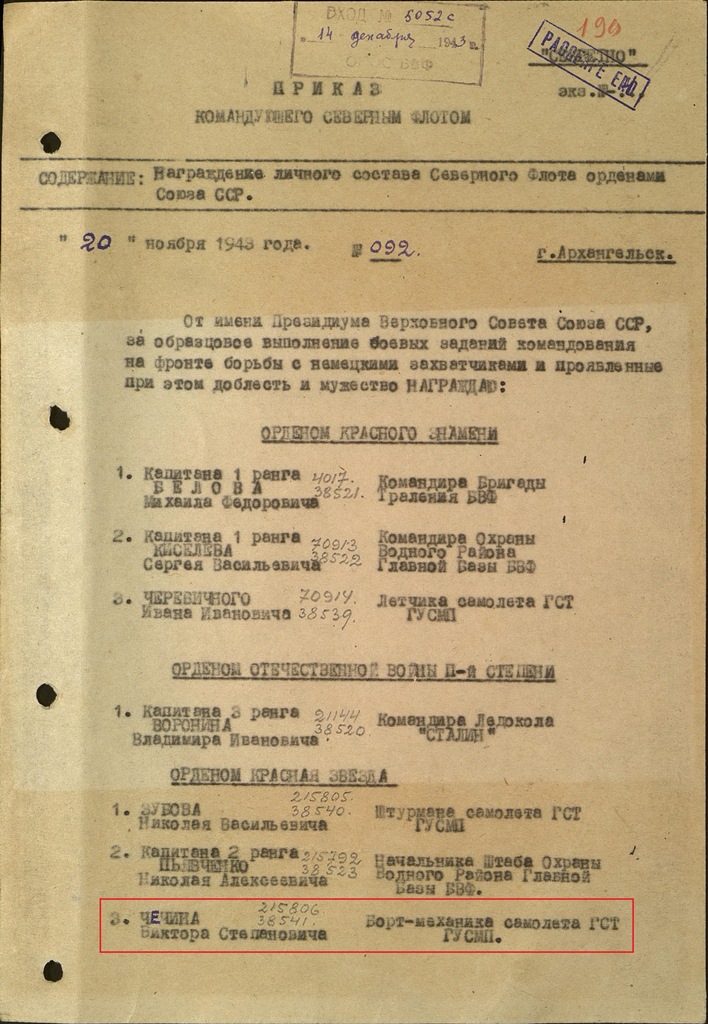 ВХОД № 6052с
"14 декабря 1943 г.
190
"СЕКРЕТНО"
экз.№
ПРИКАЗ
КОМАНДУЮЩЕГО СЕВЕРНЫМ ФЛОТОМ
СОДЕРЖАНИЕ: Награждение личного состава Северного Флота орденами
Союза ССР.
"20" ноября 1943 года. № 092. г.Архангельск.
От имени Президиума Верховного Совета Союза ССР,
за образцовое выполнение боевых заданий командования
на фронте борьбы с немецкими захватчиками и проявленные
при этом доблесть и мужество НАГРАЖДАЮ:
ОРДЕНОМ КРАСНОГО ЗНАМЕНИ
1. Капитана 1 ранга 4017. Командира Бригады
БЕЛОВА 38521. Траления БВФ
Михаила Федоровича
2. Капитана 1 ранга 70913 Командира Охраны
КИСЕЛЕВА 38522 Водного Района
Сергея Васильевича Главной Базы БВФ
3. ЧЕРЕВИЧНОГО 70914. Летчика самолета ГСТ
Ивана Ивановича 38539. ГУСМП
ОРДЕНОМ ОТЕЧЕСТВЕННОЙ ВОЙНЫ П-й СТЕПЕНИ
1. Капитана 3 ранга 21144 Командира Ледокола
ВОРОНИНА 38520. "СТАЛИН"
Владимира Ивановича
ОРДЕНОМ КРАСНАЯ ЗВЕЗДА
1. ЗУБОВА 215805. Штурмана самолета ГСТ
Николая Васильевича 38540. ГУСМП
2. Капитана 2 ранга 215792 Начальника Штаба Охраны
ПЬЯВЧЕНКО 38523 Водного Района Главной
Николая Алексеевича Базы БВФ.
3. ЧЕЧИНА 215806 Борт-механика самолета ГСТ
Виктора Степановича 38541. ГУСМП.